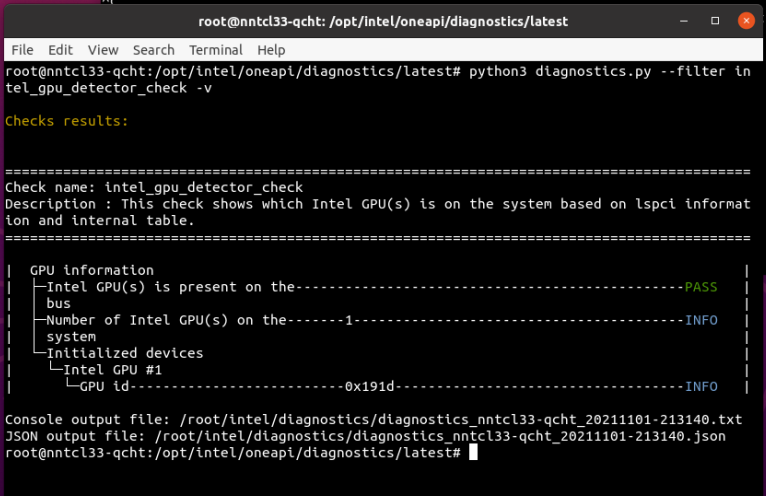 root@nntcl33-qcht: /opt/intel/oneapi/diagnostics/latest
File Edit View Search Terminal Help
root@nntcl33-qcht:/opt/intel/oneapi/diagnostics/latest# python3 diagnostics.py --filter in
tel_gpu_detector_check -v
Checks results:
==========================================================================================
Check name: intel_gpu_detector_check
Description : This check shows which Intel GPU(s) is on the system based on lspci informat
ion and internal table.
==========================================================================================
| GPU information |
| ├─Intel GPU(s) is present on the-----------------------------------------------PASS |
| │ bus |
| ├─Number of Intel GPU(s) on the-------1----------------------------------------INFO |
| │ system |
| └─Initialized devices |
| └─Intel GPU #1 |
| └─GPU id--------------------------0x191d-----------------------------------INFO |
Console output file: /root/intel/diagnostics/diagnostics_nntcl33-qcht_20211101-213140.txt
JSON output file: /root/intel/diagnostics/diagnostics_nntcl33-qcht_20211101-213140.json
root@nntcl33-qcht:/opt/intel/oneapi/diagnostics/latest#